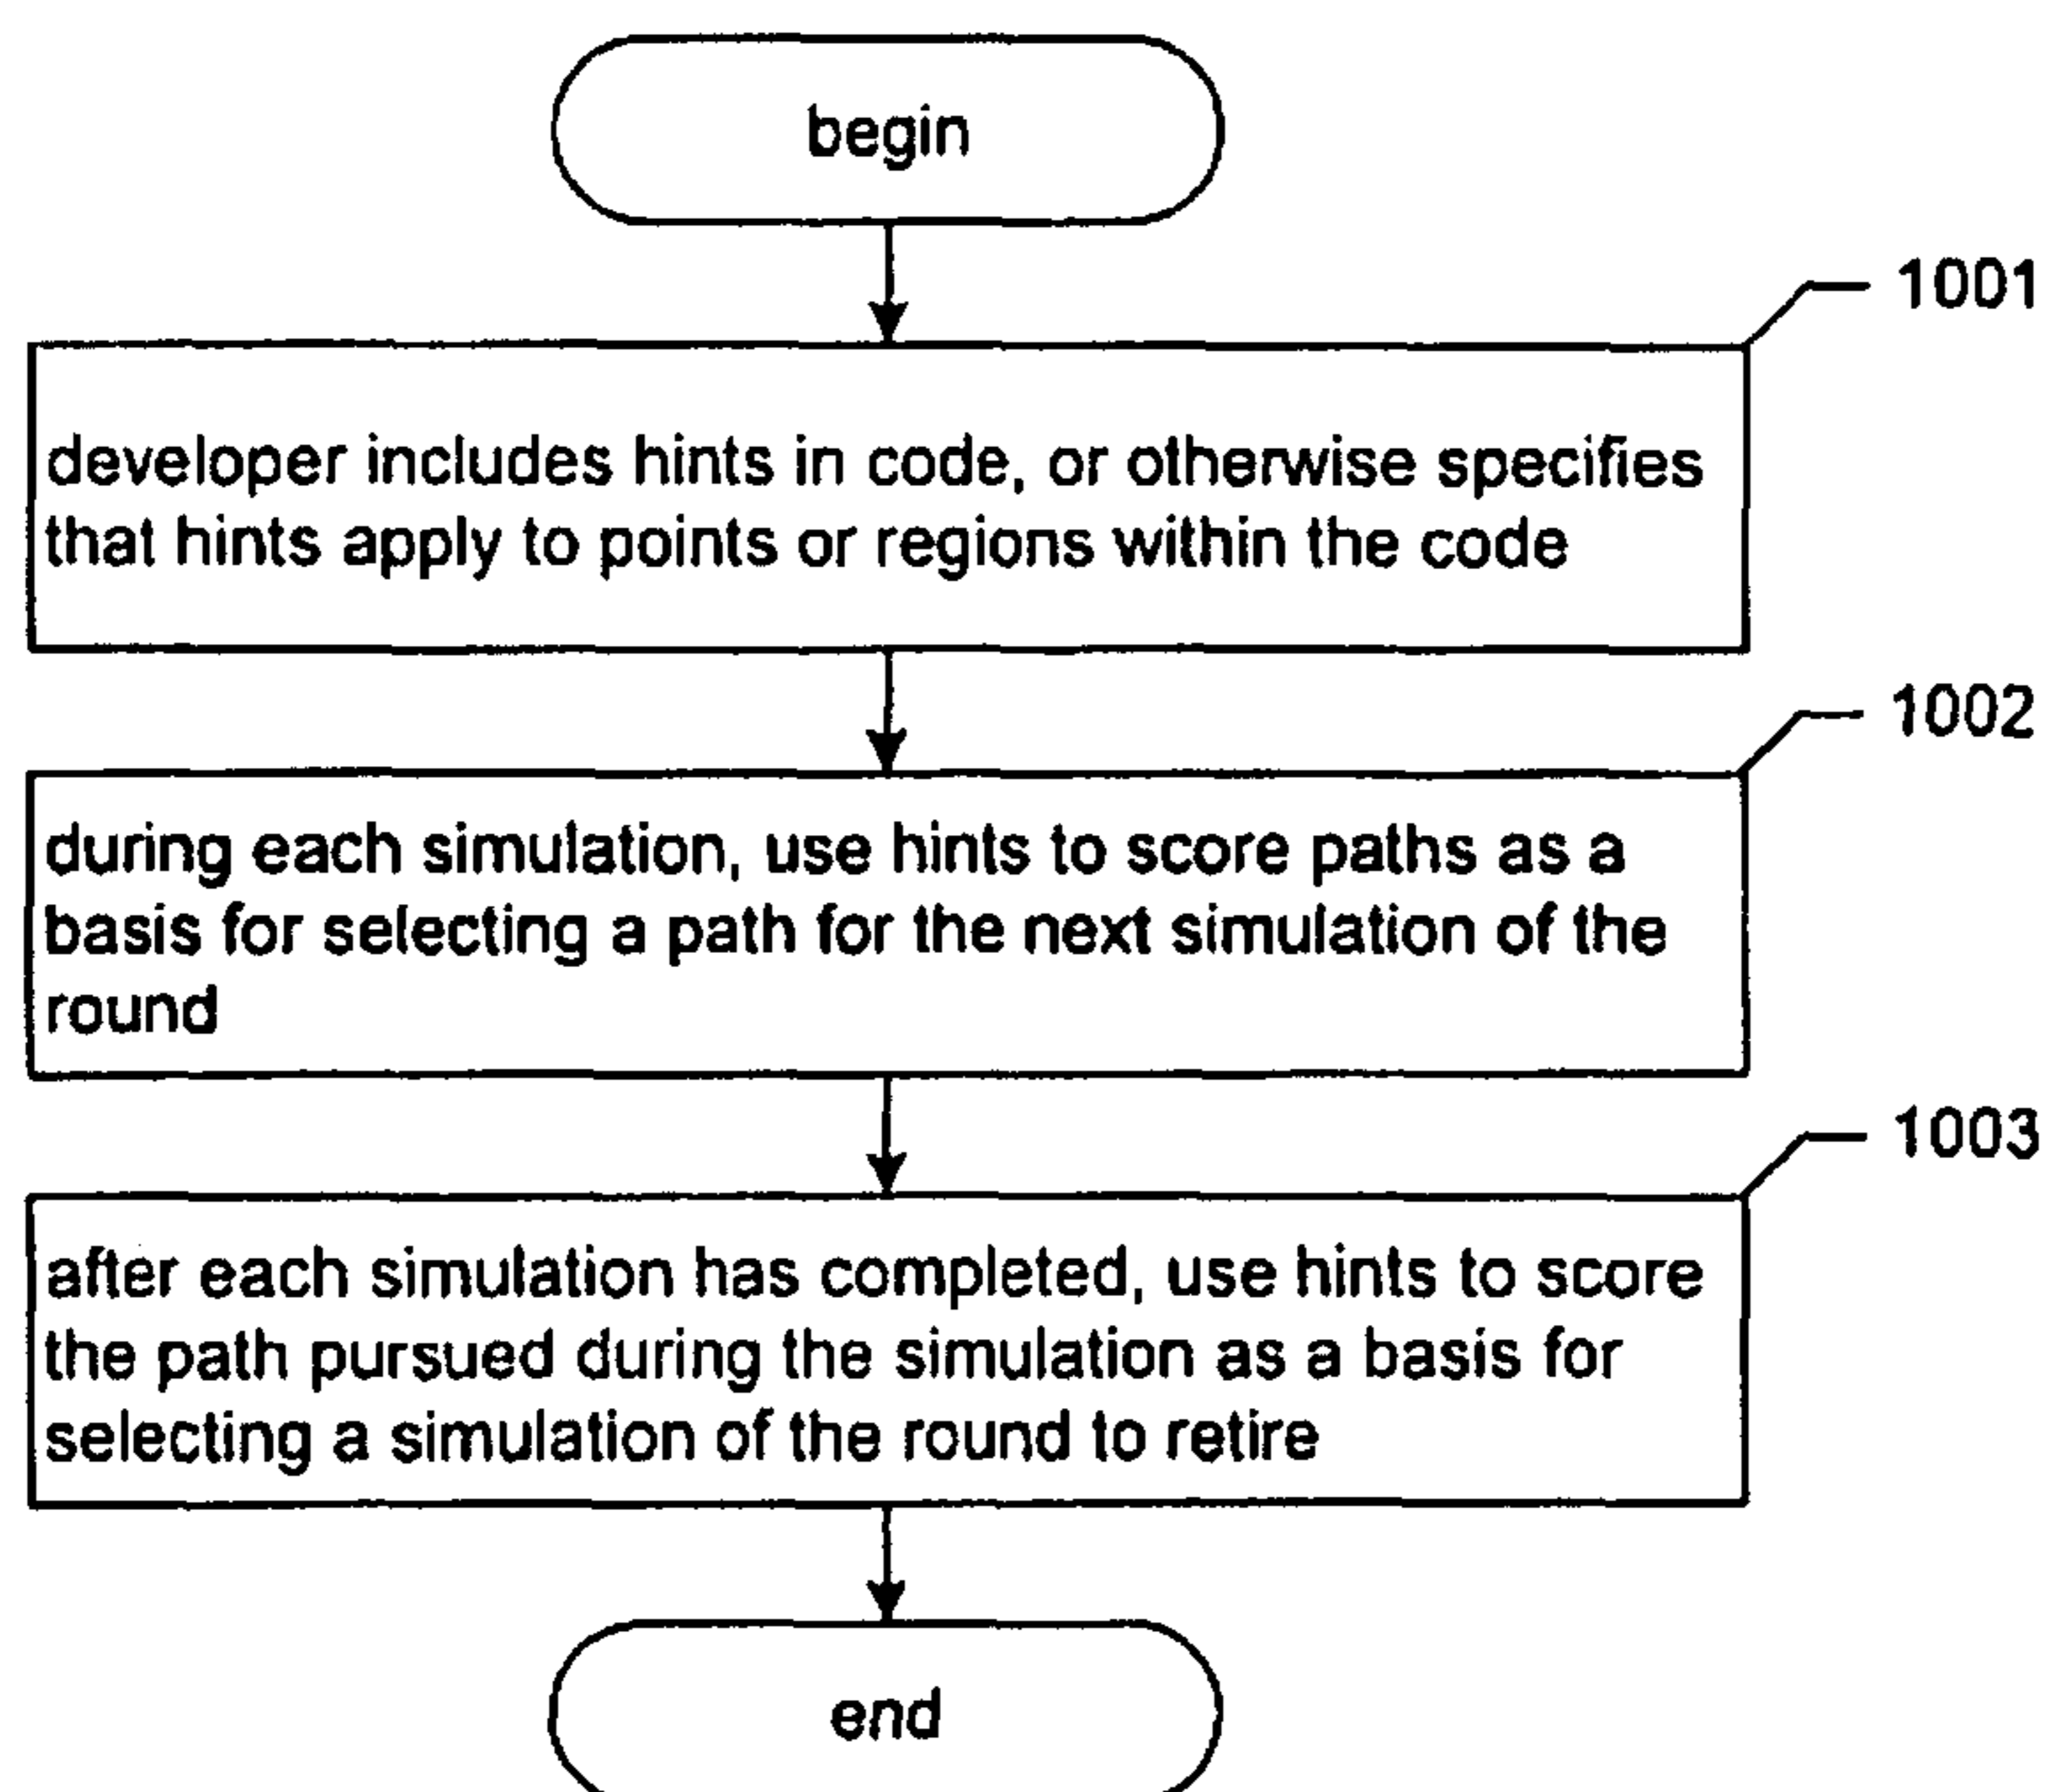 begin
1001
developer includes hints in code, or otherwise specifies
that hints apply to points or regions within the code
1002
during each simulation, use hints to score paths as a
basis for selecting a path for the next simulation of the
round
1003
after each simulation has completed, use hints to score
the path pursued during the simulation as a basis for
selecting a simulation of the round to retire
end